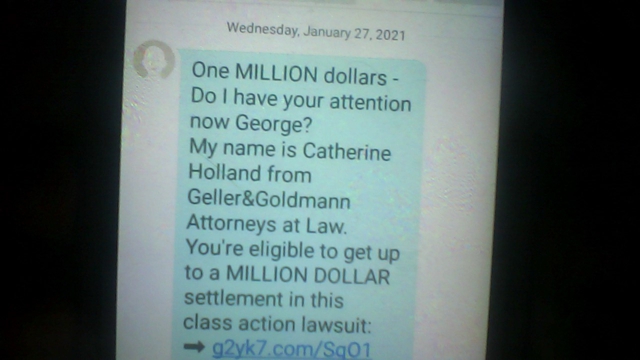 Wednesday, January 27, 2021
One MILLION dollars -
Do I have your attention
now George?
My name is Catherine
Holland from
Geller&Goldmann
Attorneys at Law.
You're eligible to get up
to a MILLION DOLLAR
settlement in this
class action lawsuit:
➡ g2yk7.com/SgO1